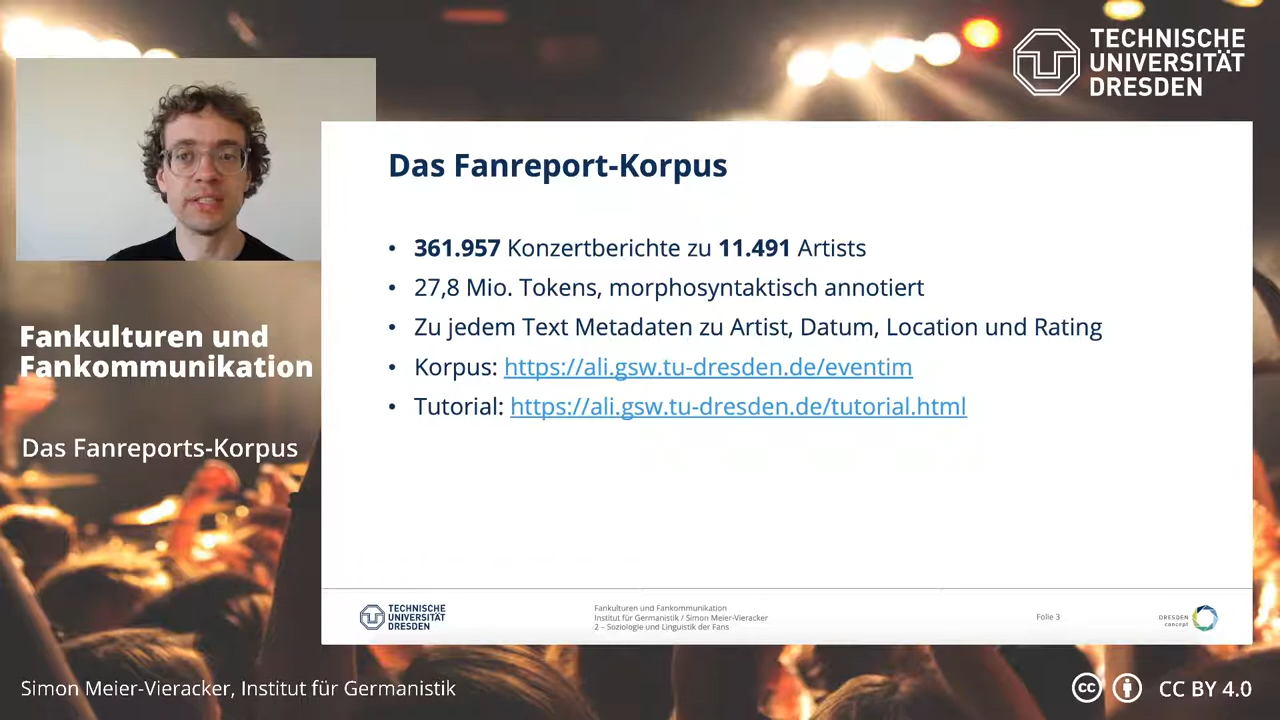 TECHNISCHE
UNIVERSITÄT
DRESDEN
Das Fanreport-Korpus
• 361.957 Konzertberichte zu 11.491 Artists
• 27,8 Mio. Tokens, morphosyntaktisch annotiert
• Zu jedem Text Metadaten zu Artist, Datum, Location und Rating
• Korpus: https://ali.gsw.tu-dresden.de/eventim
• Tutorial: https://ali.gsw.tu-dresden.de/tutorial.html
Fankulturen und
Fankommunikation
Das Fanreports-Korpus
TECHNISCHE
UNIVERSITÄT
DRESDEN
Fankulturen und Fankommunikation
Institut für Germanistik / Simon Meier-Vieracker
2 – Soziologie und Linguistik der Fans
Folie 3
DRESDEN
concept
Simon Meier-Vieracker, Institut für Germanistik
cc CC BY 4.0